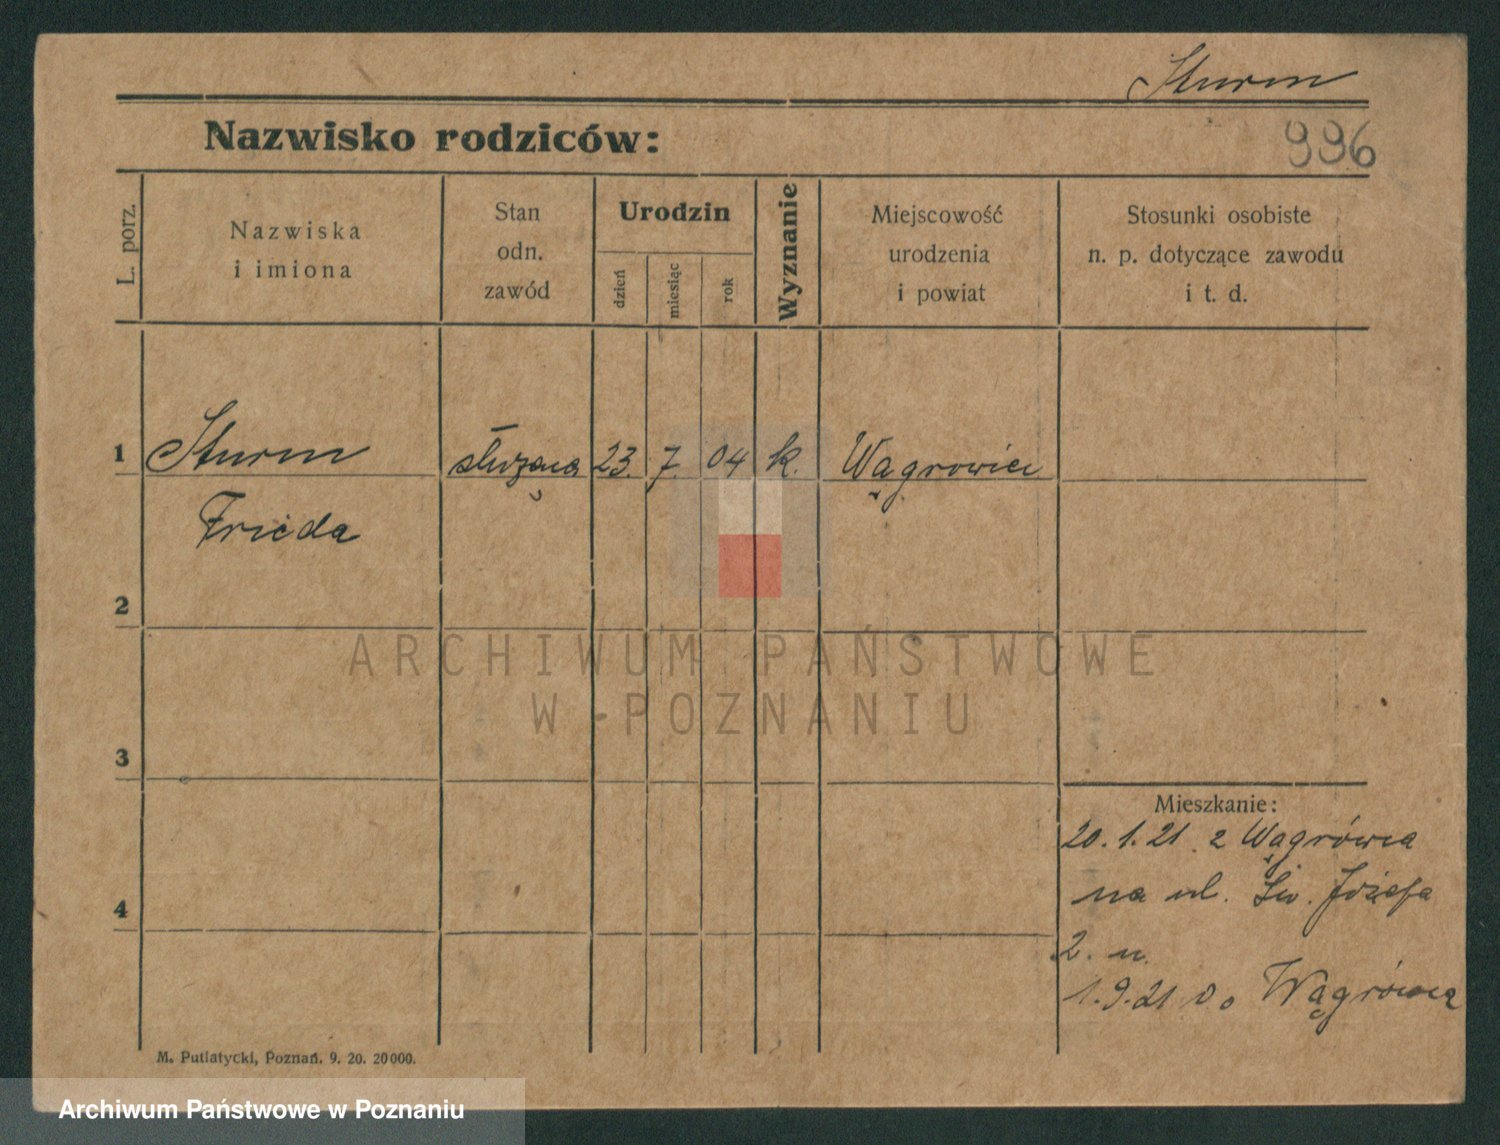 Sturm
Nazwisko rodziców:
996
L. porz.
Nazwiska
i imiona
Stan
odn.
zawód
Urodzin
dzień
miesiąc
rok
Wyznanie
Miejscowość
urodzenia
i powiat
Stosunki osobiste
n. p. dotyczące zawodu
i t. d.
1 Sturm służąca 23. 7. 04 k. Wągrowiec
Frieda
2
ARCHIWUM PAŃSTWOWE
W POZNANIU
3
Mieszkanie:
20.1.21 z Wągrówca
na ul. Św. Józefa
4
2. n.
1.9.21 Do Wągrówca
M. Putiatycki, Poznań. 9. 20. 20000.
Archiwum Państwowe w Poznaniu